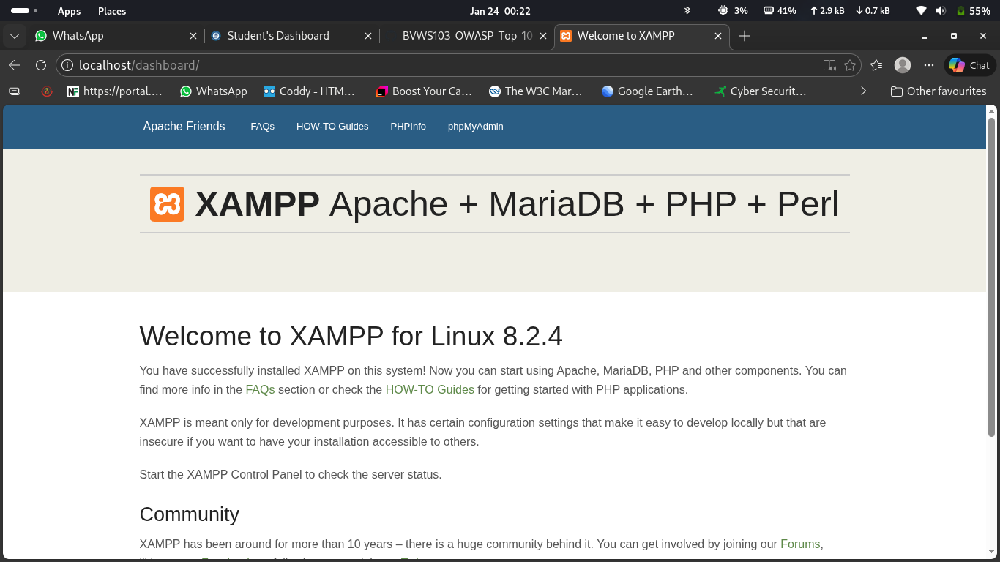 Apps Places Jan 24 00:22 3% 41% 2.9 kB 0.7 kB 55%
WhatsApp Student's Dashboard BVWS103-OWASP-Top-10- Welcome to XAMPP
localhost/dashboard/ Chat
https://portal.... WhatsApp Coddy - HTM... Boost Your Ca... The W3C Mar... Google Earth... Cyber Securit... Other favourites
Apache Friends FAQs HOW-TO Guides PHPInfo phpMyAdmin
XAMPP Apache + MariaDB + PHP + Perl
Welcome to XAMPP for Linux 8.2.4
You have successfully installed XAMPP on this system! Now you can start using Apache, MariaDB, PHP and other components. You can
find more info in the FAQs section or check the HOW-TO Guides for getting started with PHP applications.
XAMPP is meant only for development purposes. It has certain configuration settings that make it easy to develop locally but that are
insecure if you want to have your installation accessible to others.
Start the XAMPP Control Panel to check the server status.
Community
XAMPP has been around for more than 10 years – there is a huge community behind it. You can get involved by joining our Forums,